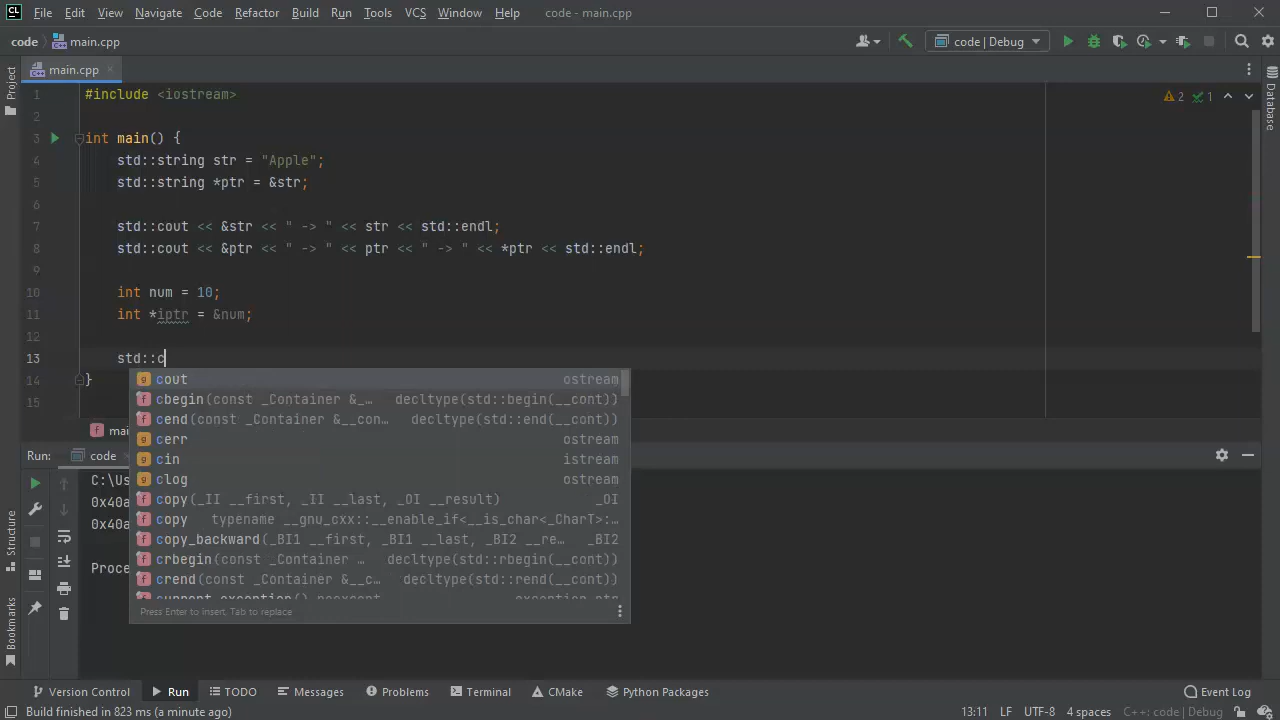 CL File Edit View Navigate Code Refactor Build Run Tools VCS Window Help code - main.cpp
code main.cpp code | Debug
Project main.cpp Database
1 #include <iostream> 2 1
2
3 int main() {
4 std::string str = "Apple";
5 std::string *ptr = &str;
6
7 std::cout << &str << " -> " << str << std::endl;
8 std::cout << &ptr << " -> " << ptr << " -> " << *ptr << std::endl;
9
10 int num = 10;
11 int *iptr = &num;
12
13 std::c
14 }
15
cout ostream
cbegin(const _Container &_… decltype(std::begin(__cont))
cend(const _Container &__con… decltype(std::end(__cont))
cerr ostream
cin istream
clog ostream
copy(_II __first, _II __last, _OI __result) _OI
copy typename __gnu_cxx::__enable_if<__is_char<_CharT>:…
copy_backward(_BI1 __first, _BI1 __last, _BI2 __re… _BI2
crbegin(const _Container … decltype(std::rbegin(__cont))
crend(const _Container &__c… decltype(std::rend(__cont))
Press Enter to insert, Tab to replace
f mai
Run: code
C:\Us
0x40a
0x40a
Proce
Structure
Bookmarks
Version Control Run TODO Messages Problems Terminal CMake Python Packages Event Log
Build finished in 823 ms (a minute ago) 13:11 LF UTF-8 4 spaces C++: code | Debug